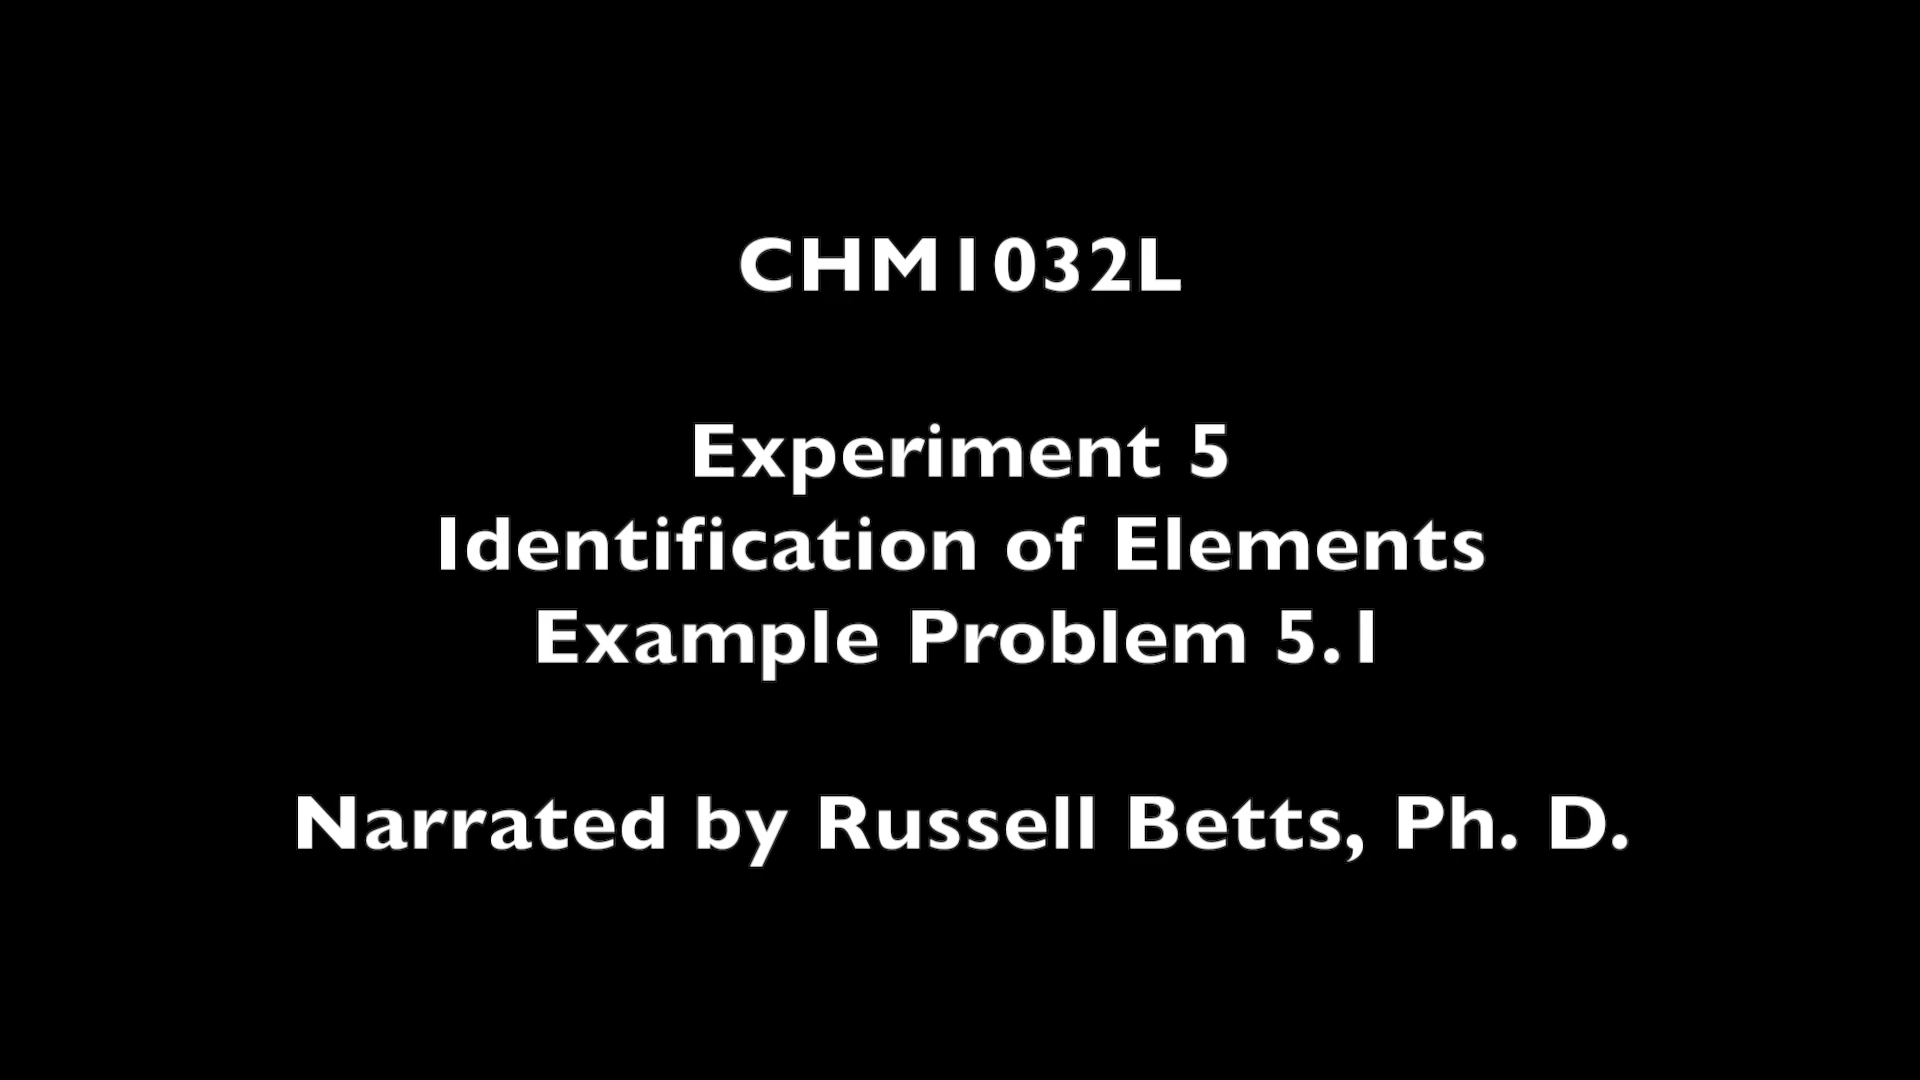 CHM1032L
Experiment 5
Identification of Elements
Example Problem 5.1
Narrated by Russell Betts, Ph. D.